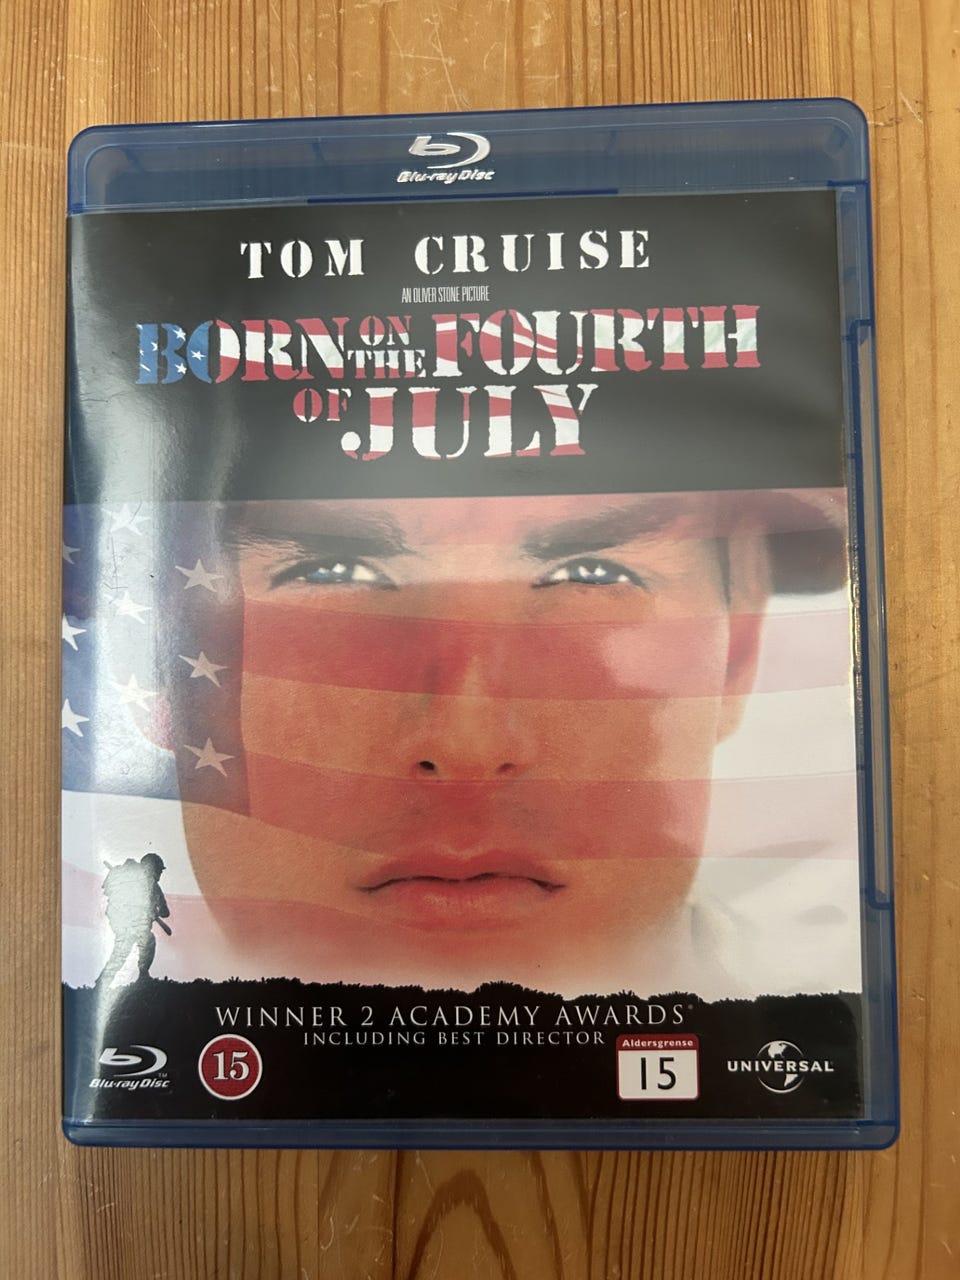 Blu-ray Disc
TOM CRUISE
AN OLIVER STONE PICTURE
BORN ON THE FOURTH
OF JULY
WINNER 2 ACADEMY AWARDS®
INCLUDING BEST DIRECTOR
Blu-ray Disc™
15
Aldersgrense
15
UNIVERSAL